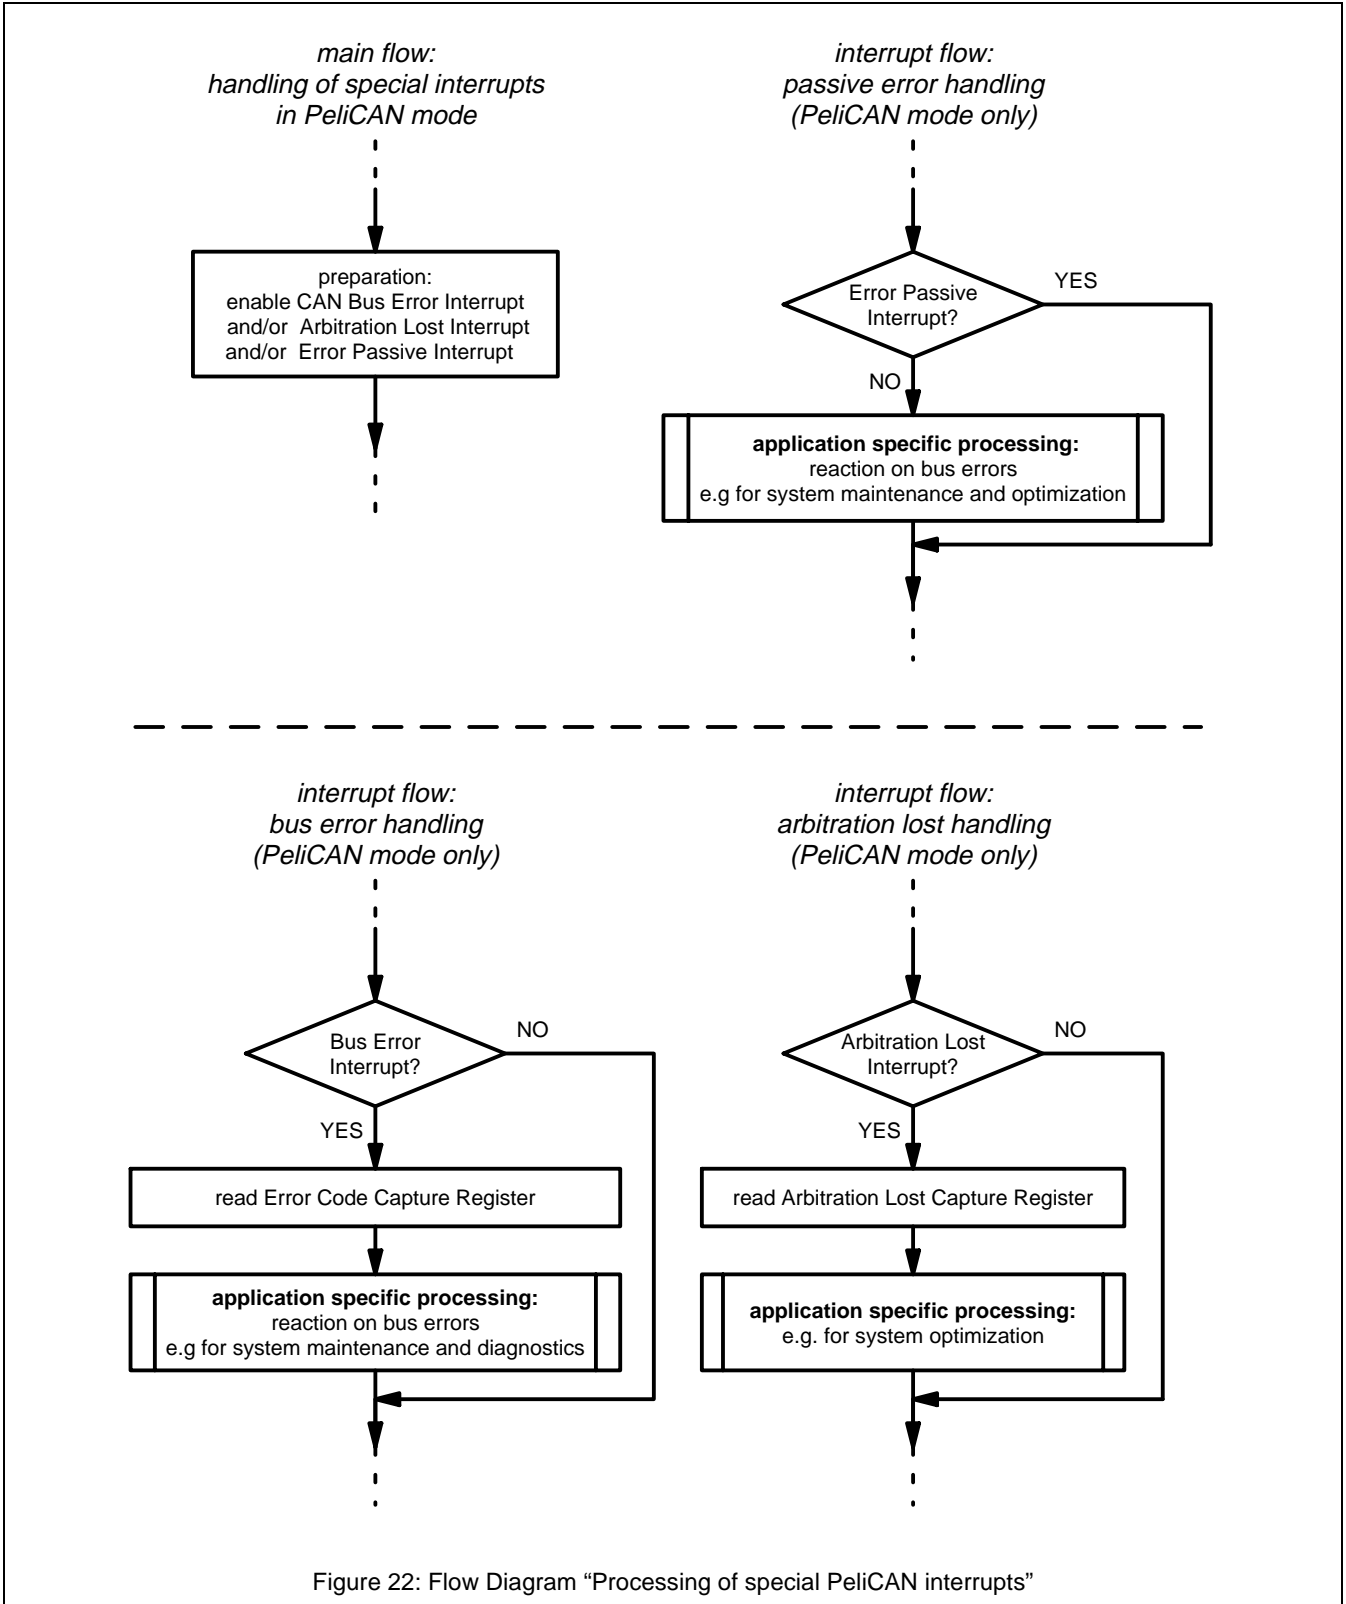 main flow:
handling of special interrupts
in PeliCAN mode
preparation:
enable CAN Bus Error Interrupt
and/or Arbitration Lost Interrupt
and/or Error Passive Interrupt
interrupt flow:
passive error handling
(PeliCAN mode only)
Error Passive
Interrupt?
YES
NO
application specific processing:
reaction on bus errors
e.g for system maintenance and optimization
interrupt flow:
bus error handling
(PeliCAN mode only)
Bus Error
Interrupt?
NO
YES
read Error Code Capture Register
application specific processing:
reaction on bus errors
e.g for system maintenance and diagnostics
interrupt flow:
arbitration lost handling
(PeliCAN mode only)
Arbitration Lost
Interrupt?
NO
YES
read Arbitration Lost Capture Register
application specific processing:
e.g. for system optimization
Figure 22: Flow Diagram “Processing of special PeliCAN interrupts”